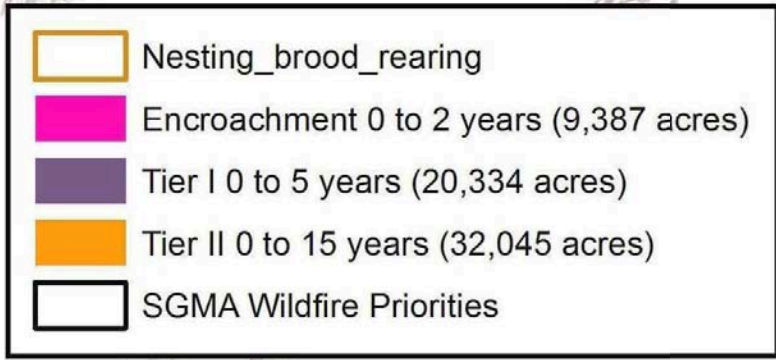 Nesting_brood_rearing
Encroachment 0 to 2 years (9,387 acres)
Tier I 0 to 5 years (20,334 acres)
Tier II 0 to 15 years (32,045 acres)
SGMA Wildfire Priorities